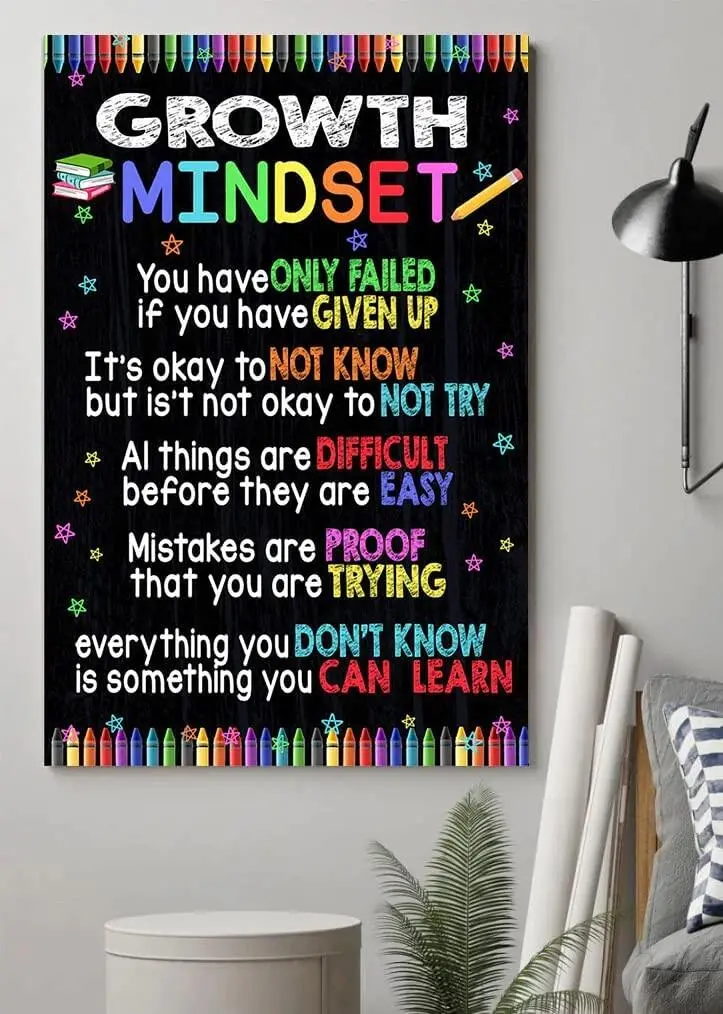 GROWTH
MINDSET
You have ONLY FAILED
if you have GIVEN UP
It's okay to NOT KNOW
but is't not okay to NOT TRY
Al things are DIFFICULT
before they are EASY
Mistakes are PROOF
that you are TRYING
everything you DON'T KNOW
is something you CAN LEARN